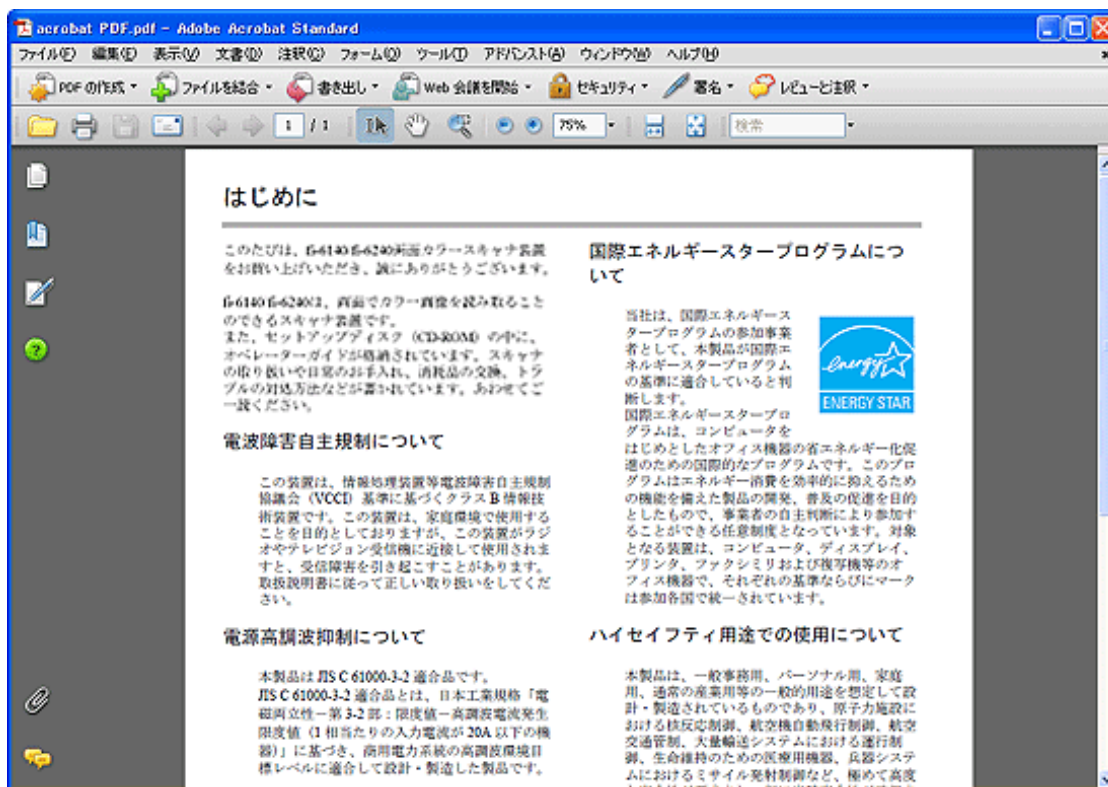 acrobat PDF.pdf - Adobe Acrobat Standard
ファイル(F) 編集(E) 表示(V) 文書(D) 注釈(C) フォーム(O) ツール(T) アドバンスト(A) ウィンドウ(W) ヘルプ(H)
PDF の作成 ファイルを結合 書き出し Web 会議を開始 セキュリティ 署名 レビューと注釈
1 / 1 75% 検索
はじめに
このたびは、fi-6140/fi-6240両面カラースキャナ装置
をお買い上げいただき、誠にありがとうございます。
fi-6140/fi-6240は、両面でカラー画像を読み取ること
のできるスキャナ装置です。
また、セットアップディスク (CD-ROM) の中に、
オペレーターガイドが格納されています。スキャナ
の取り扱いや日常のお手入れ、消耗品の交換、トラ
ブルの対処方法などが書かれています。あわせてご
一読ください。
電波障害自主規制について
この装置は、情報処理装置等電波障害自主規制
協議会 (VCCI) 基準に基づくクラス B 情報技
術装置です。この装置は、家庭環境で使用する
ことを目的としておりますが、この装置がラジ
オやテレビジョン受信機に近接して使用されま
すと、受信障害を引き起こすことがあります。
取扱説明書に従って正しい取り扱いをしてくだ
さい。
電源高調波抑制について
本製品は JIS C 61000-3-2 適合品です。
JIS C 61000-3-2 適合品とは、日本工業規格「電
磁両立性－第 3-2 部：限度値－高調波電流発生
限度値 (1 相当たりの入力電流が 20A 以下の機
器)」に基づき、商用電力系統の高調波環境目
標レベルに適合して設計・製造した製品です。
国際エネルギースタープログラムにつ
いて
当社は、国際エネルギース
タープログラムの参加事業
者として、本製品が国際エ
ネルギースタープログラム
の基準に適合していると判
断します。
国際エネルギースタープロ
グラムは、コンピュータを
はじめとしたオフィス機器の省エネルギー化促
進のための国際的なプログラムです。このプロ
グラムはエネルギー消費を効率的に抑えるため
の機能を備えた製品の開発、普及の促進を目的
としたもので、事業者の自主判断により参加す
ることができる任意制度となっています。対象
となる装置は、コンピュータ、ディスプレイ、
プリンタ、ファクシミリおよび複写機等のオ
フィス機器で、それぞれの基準ならびにマーク
は参加各国で統一されています。
energy
ENERGY STAR
ハイセイフティ用途での使用について
本製品は、一般事務用、パーソナル用、家庭
用、通常の産業用等の一般的用途を想定して設
計・製造されているものであり、原子力施設に
おける核反応制御、航空機自動飛行制御、航空
交通管制、大量輸送システムにおける運行制
御、生命維持のための医療用機器、兵器システ
ムにおけるミサイル発射制御など、極めて高度